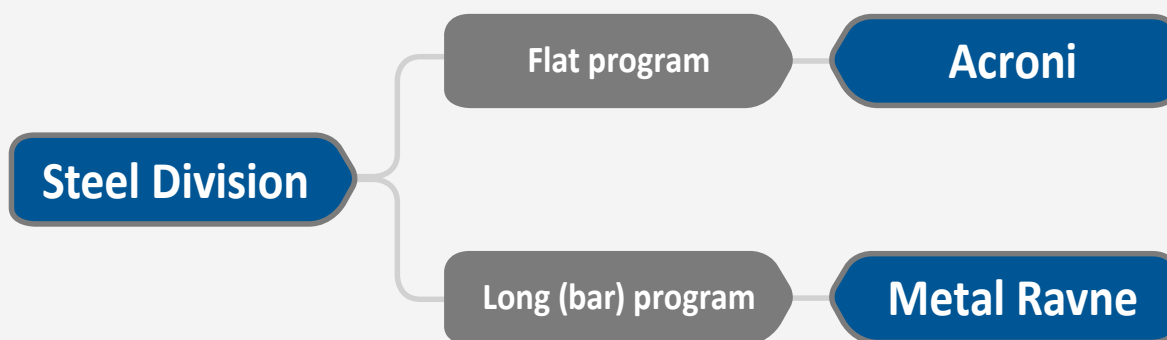 Flat program
Acroni
Steel Division
Long (bar) program
Metal Ravne